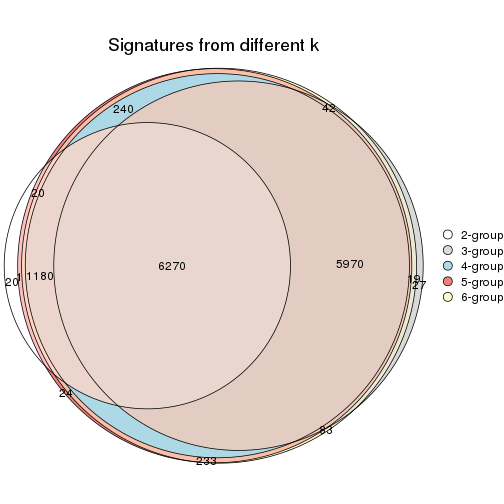 Signatures from different k
240
42
20
6270
5970
20
1
1180
19
27
24
83
233
2-group
3-group
4-group
5-group
6-group